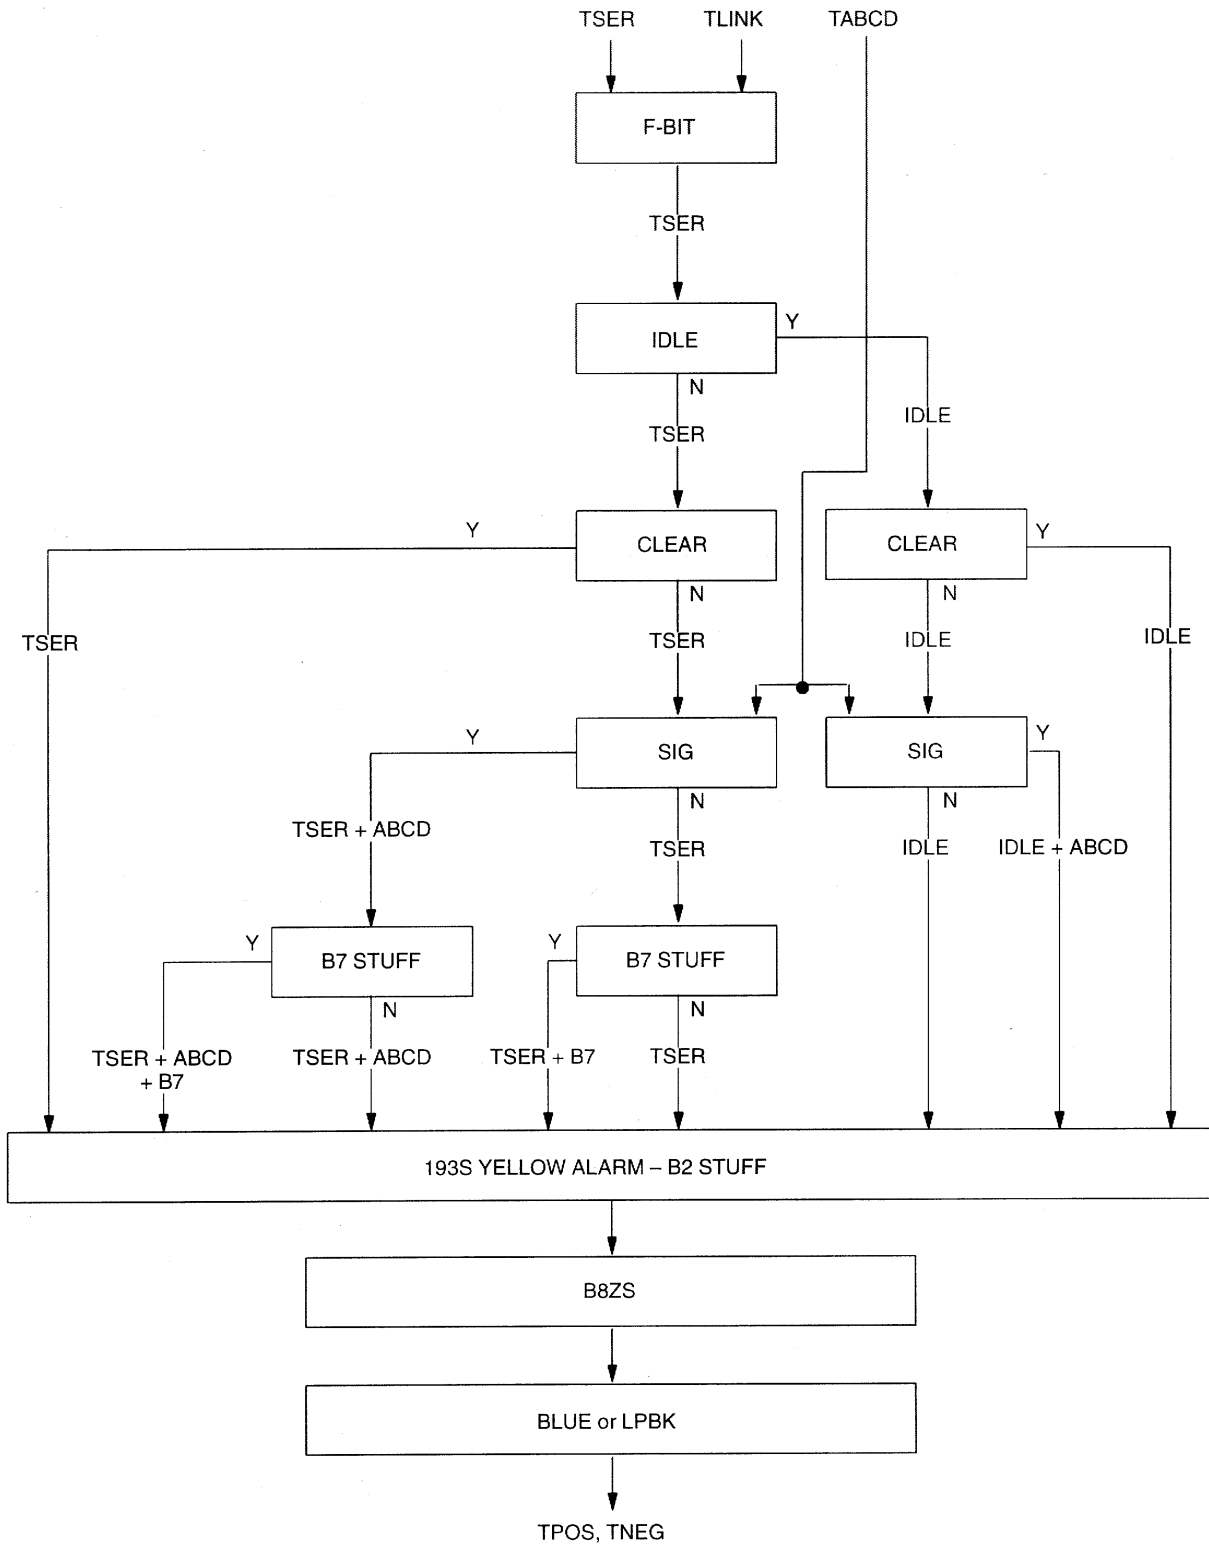 TSER TLINK TABCD
F-BIT
TSER
IDLE Y
N
IDLE
TSER
Y CLEAR CLEAR Y
N N
TSER TSER IDLE IDLE
Y SIG SIG Y
N N
TSER + ABCD TSER IDLE IDLE + ABCD
Y B7 STUFF Y B7 STUFF
N N
TSER + ABCD TSER + ABCD TSER + B7 TSER
+ B7
193S YELLOW ALARM – B2 STUFF
B8ZS
BLUE or LPBK
TPOS, TNEG